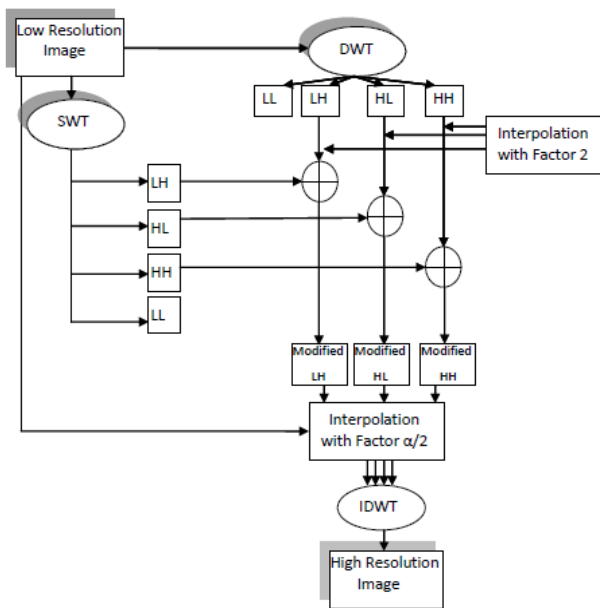 Low Resolution
Image
DWT
LL
LH
HL
HH
SWT
Interpolation
with Factor 2
LH
HL
HH
LL
Modified
LH
Modified
HL
Modified
HH
Interpolation
with Factor α/2
IDWT
High Resolution
Image